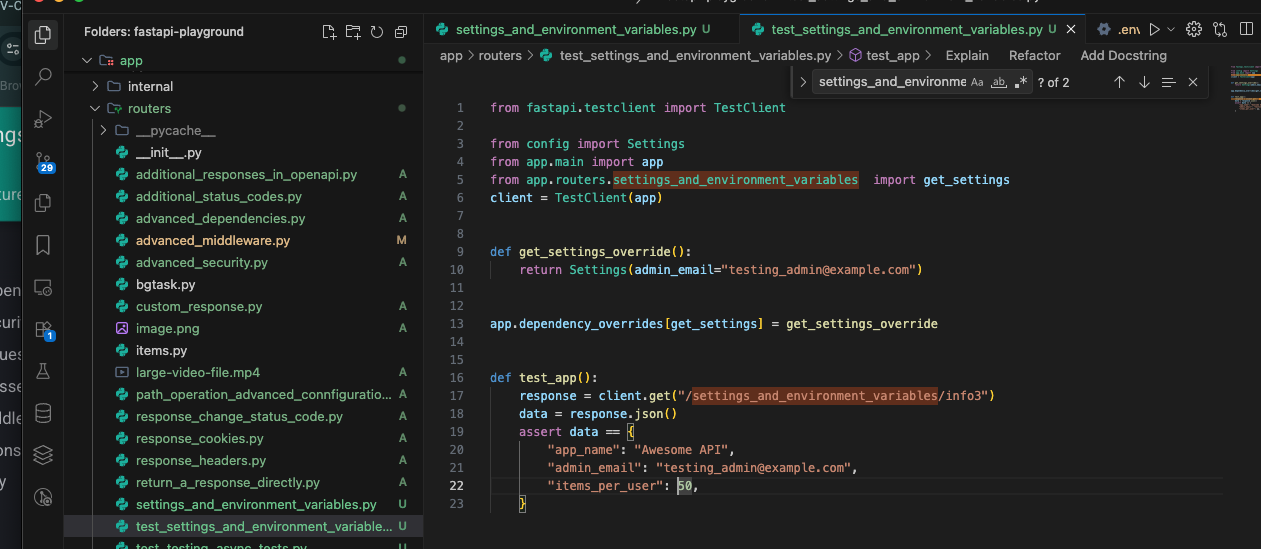 Folders: fastapi-playground
app
internal
routers
__pycache__
__init__.py
additional_responses_in_openapi.py A
additional_status_codes.py A
advanced_dependencies.py A
advanced_middleware.py M
advanced_security.py A
bgtask.py
custom_response.py A
image.png A
items.py
large-video-file.mp4 A
path_operation_advanced_connfiguratio... A
response_change_status_code.py A
response_cookies.py A
response_headers.py A
return_a_response_directly.py A
settings_and_environment_variables.py U
test_settings_and_environment_variable... U
test_testing_async_tests.py U
29
1
settings_and_environment_variables.py U
test_settings_and_environment_variables.py U
.env
app > routers > test_settings_and_environment_variables.py > test_app
Explain
Refactor
Add Docstring
settings_and_environme Aa ab .* ? of 2
1 from fastapi.testclient import TestClient
2
3 from config import Settings
4 from app.main import app
5 from app.routers.settings_and_environment_variables  import get_settings
6 client = TestClient(app)
7
8
9 def get_settings_override():
10     return Settings(admin_email="testing_admin@example.com")
11
12
13 app.dependency_overrides[get_settings] = get_settings_override
14
15
16 def test_app():
17     response = client.get("/settings_and_environment_variables/info3")
18     data = response.json()
19     assert data == {
20         "app_name": "Awesome API",
21         "admin_email": "testing_admin@example.com",
22         "items_per_user": 50,
23     }